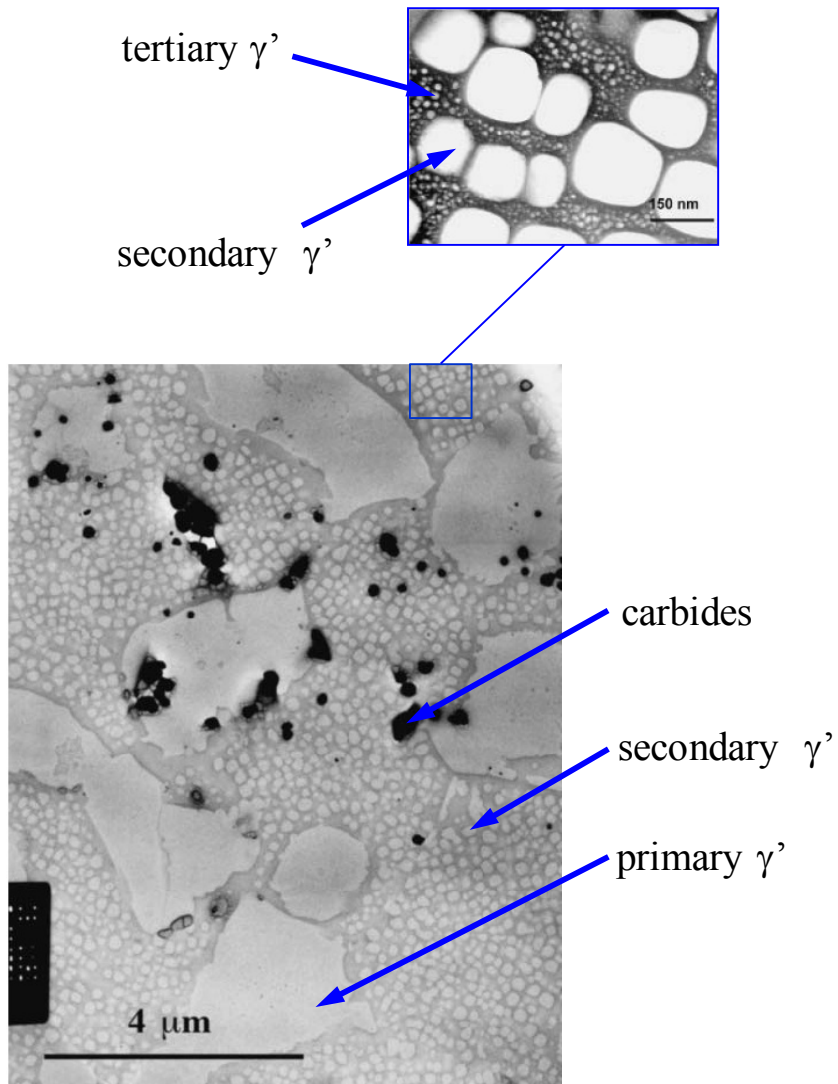 tertiary γ’
150 nm
secondary γ’
carbides
secondary γ’
primary γ’
4 μm